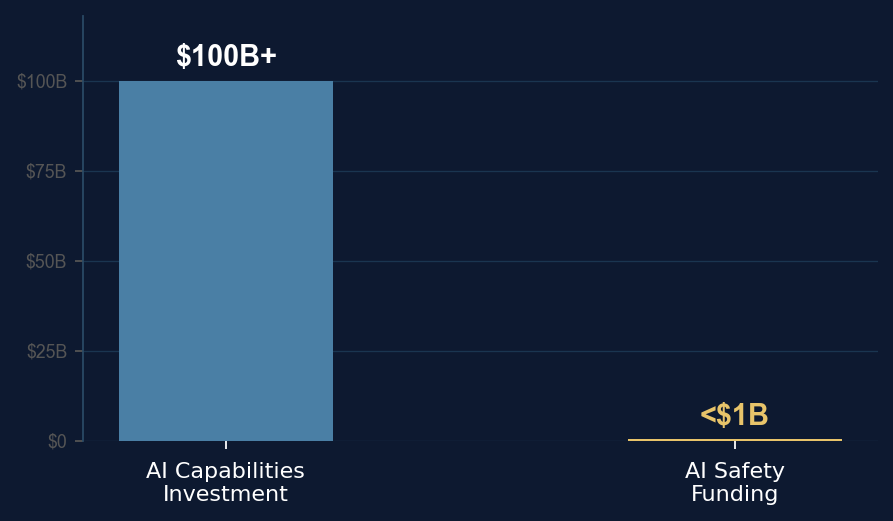 $100B+
$100B
$75B
$50B
$25B
<$1B
$0
AI Capabilities
Investment
AI Safety
Funding